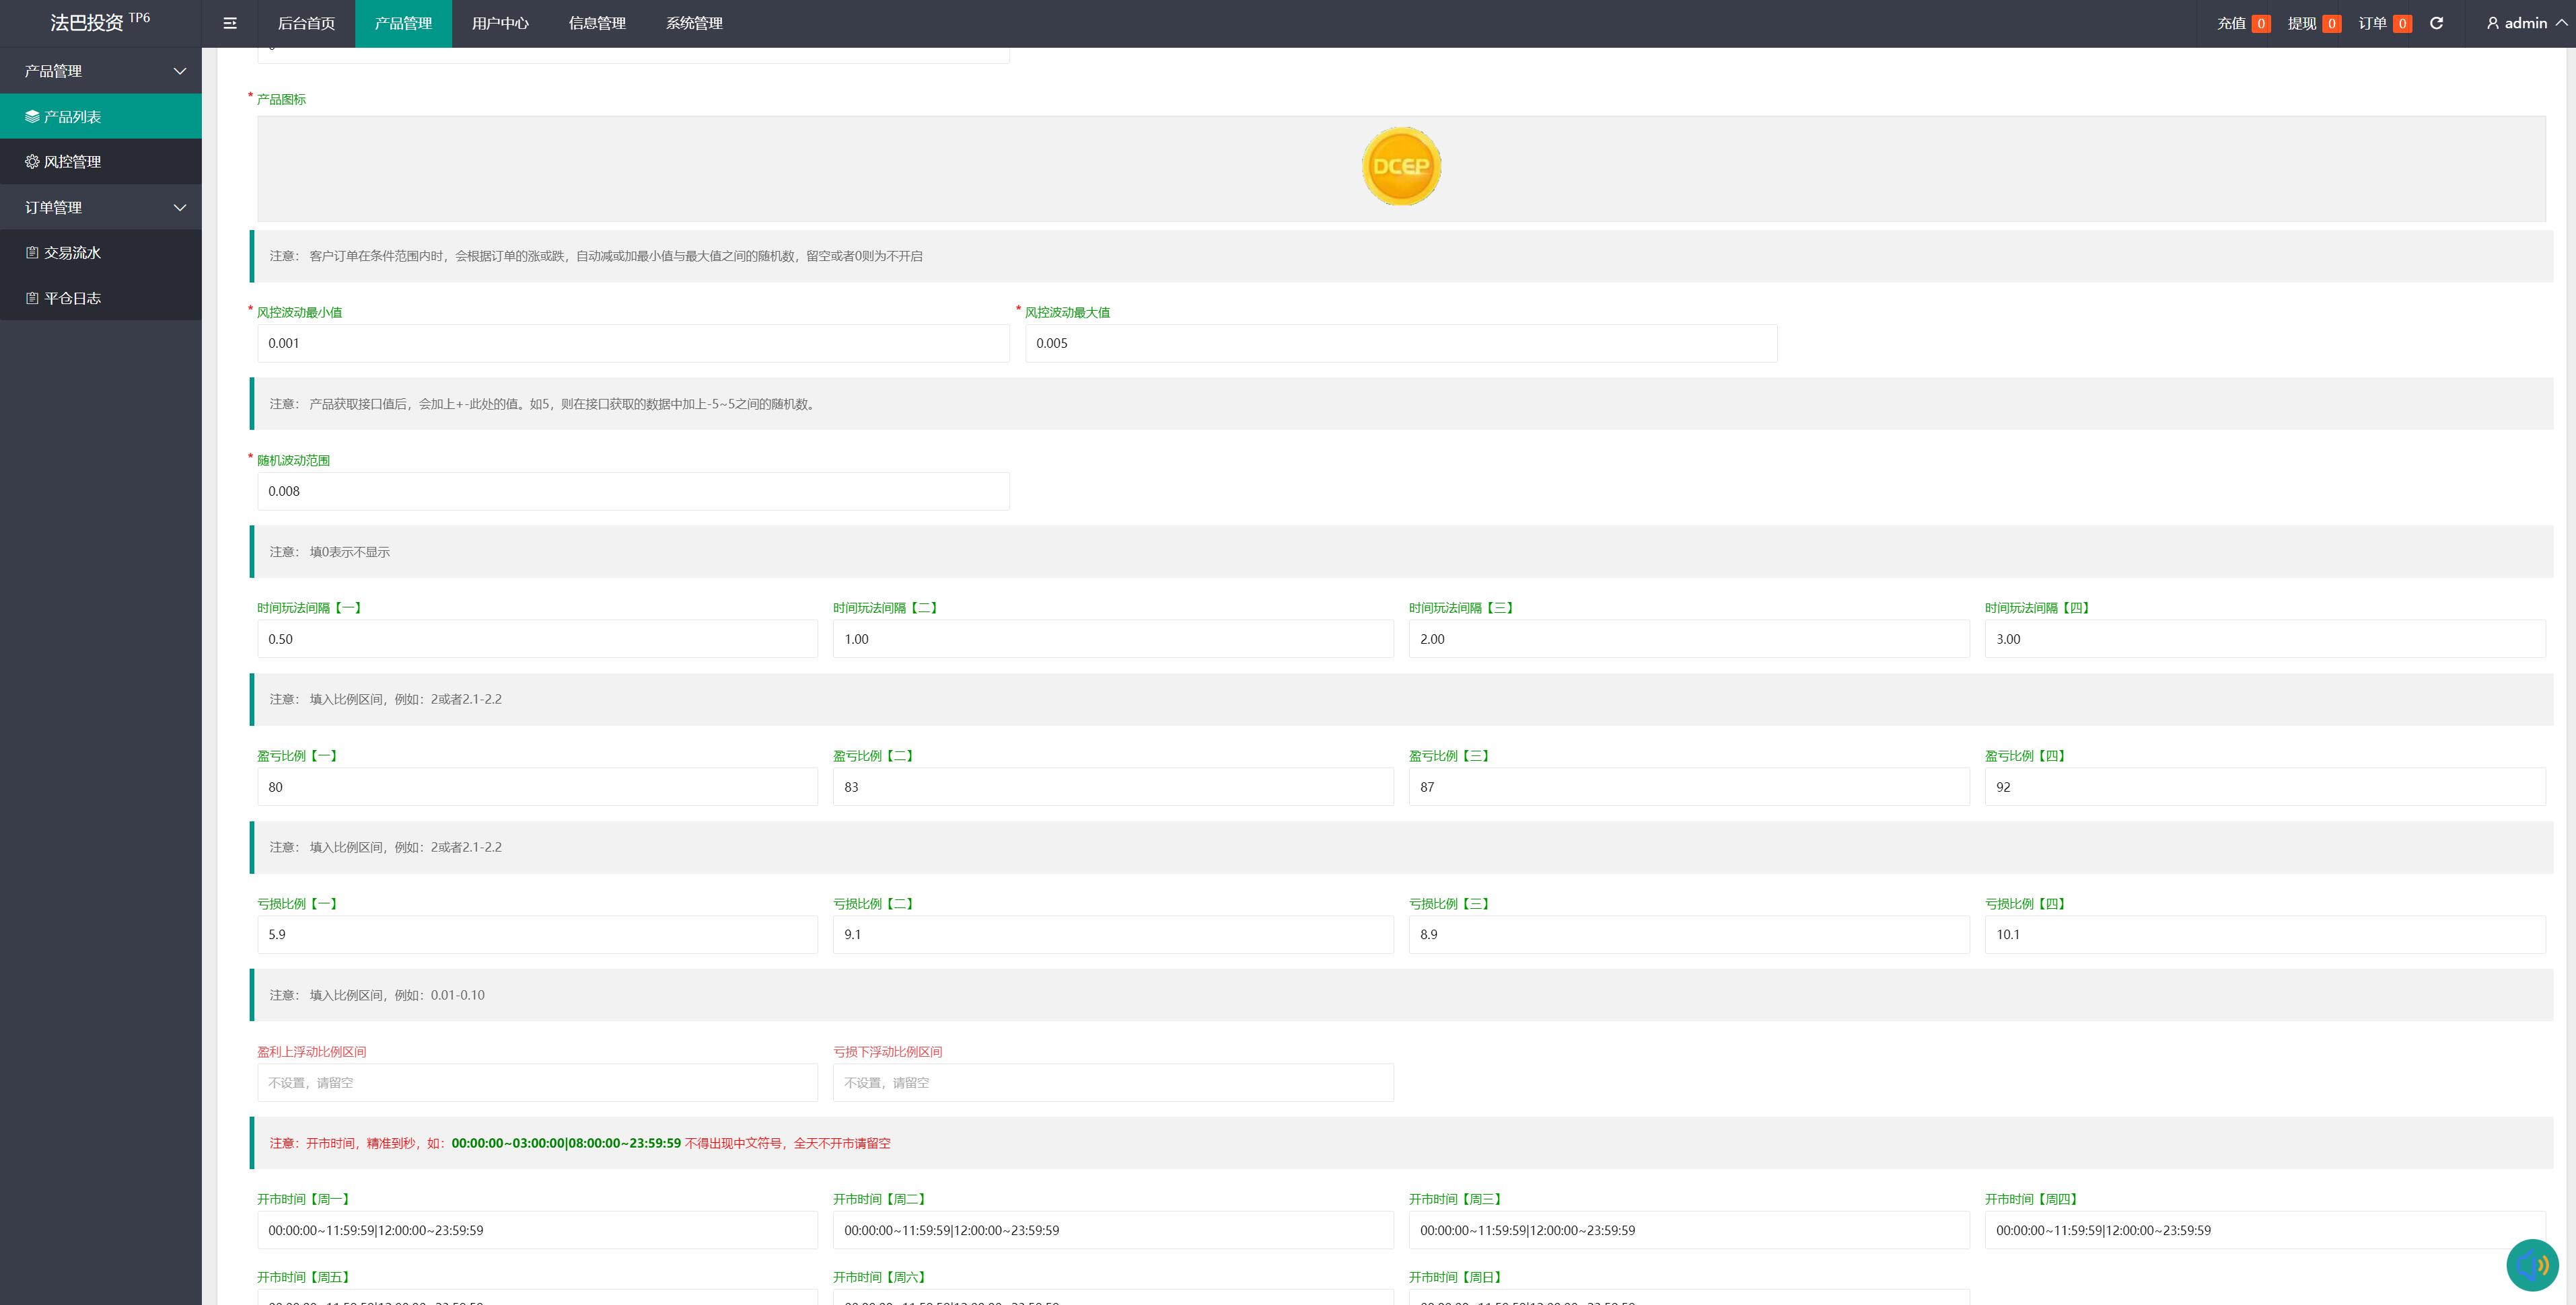 法巴投资 TP6
后台首页 产品管理 用户中心 信息管理 系统管理
充值 0 提现 0 订单 0 admin
产品管理
产品列表
风控管理
订单管理
交易流水
平仓日志
* 产品图标
DCEP
注意： 客户订单在条件范围内时，会根据订单的涨或跌，自动减或加最小值与最大值之间的随机数，留空或者0则为不开启
* 风控波动最小值 * 风控波动最大值
0.001 0.005
注意： 产品获取接口值后，会加上+-此处的值。如5，则在接口获取的数据中加上-5~5之间的随机数。
* 随机波动范围
0.008
注意： 填0表示不显示
时间玩法间隔【一】 时间玩法间隔【二】 时间玩法间隔【三】 时间玩法间隔【四】
0.50 1.00 2.00 3.00
注意： 填入比例区间，例如：2或者2.1-2.2
盈亏比例【一】 盈亏比例【二】 盈亏比例【三】 盈亏比例【四】
80 83 87 92
注意： 填入比例区间，例如：2或者2.1-2.2
亏损比例【一】 亏损比例【二】 亏损比例【三】 亏损比例【四】
5.9 9.1 8.9 10.1
注意： 填入比例区间，例如：0.01-0.10
盈利上浮动比例区间 亏损下浮动比例区间
不设置，请留空 不设置，请留空
注意：开市时间，精准到秒，如：00:00:00~03:00:00|08:00:00~23:59:59 不得出现中文符号，全天不开市请留空
开市时间【周一】 开市时间【周二】 开市时间【周三】 开市时间【周四】
00:00:00~11:59:59|12:00:00~23:59:59 00:00:00~11:59:59|12:00:00~23:59:59 00:00:00~11:59:59|12:00:00~23:59:59 00:00:00~11:59:59|12:00:00~23:59:59
开市时间【周五】 开市时间【周六】 开市时间【周日】